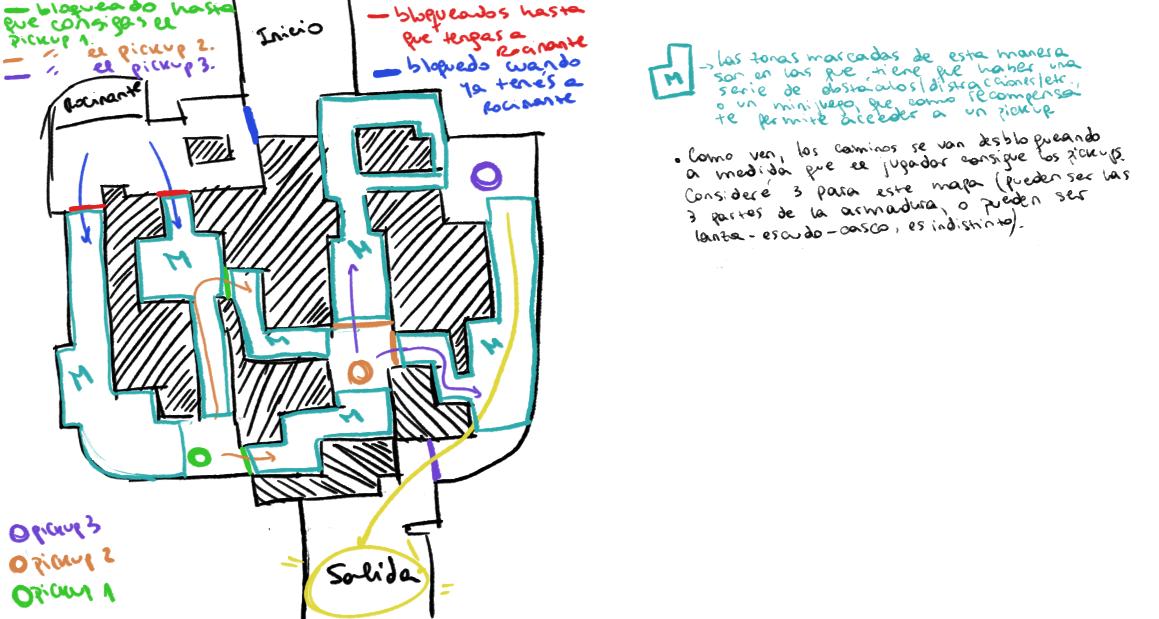 — bloqueado hasta
que consigas el
pickup 1.
— " el pickup 2.
— " el pickup 3.
Inicio
— bloqueados hasta
que tengas a
Rocinante
— bloqueado cuando
ya tenés a
rocinante
Rocinante
M
M
M
M
M
M
M
pickup 3
pickup 2
pickup 1
Salida
M → Las zonas marcadas de esta manera
son en las que tiene que haber una
serie de obstáculos/distracciones/etc.
o un minijuego, que como recompensa
te permite acceder a un pickup
• Como ven, los caminos se van desbloqueando
a medida que el jugador consigue los pickups.
Consideré 3 para este mapa (pueden ser las
3 partes de la armadura, o pueden ser
lanza-escudo-casco, es indistinto).